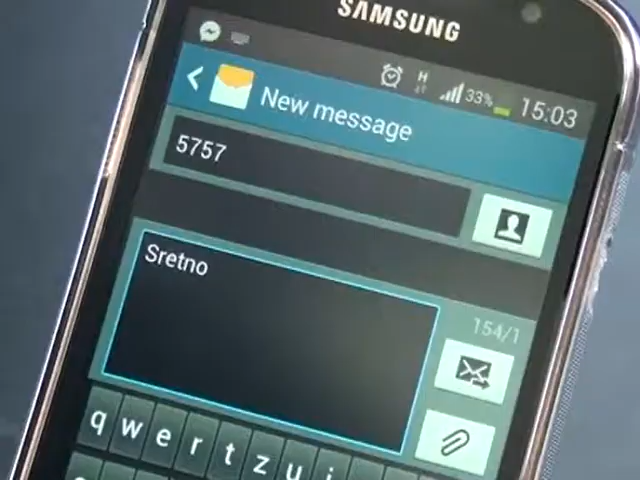 SAMSUNG
H
33%
15:03
New message
5757
Sretno
154/1
q w e r t z u i